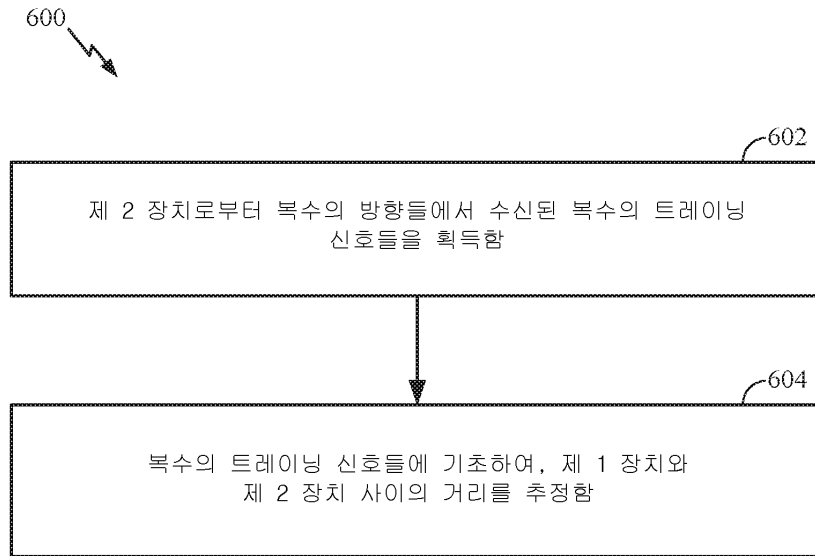 600
602
제 2 장치로부터 복수의 방향들에서 수신된 복수의 트레이닝
신호들을 획득함
604
복수의 트레이닝 신호들에 기초하여, 제 1 장치와
제 2 장치 사이의 거리를 추정함